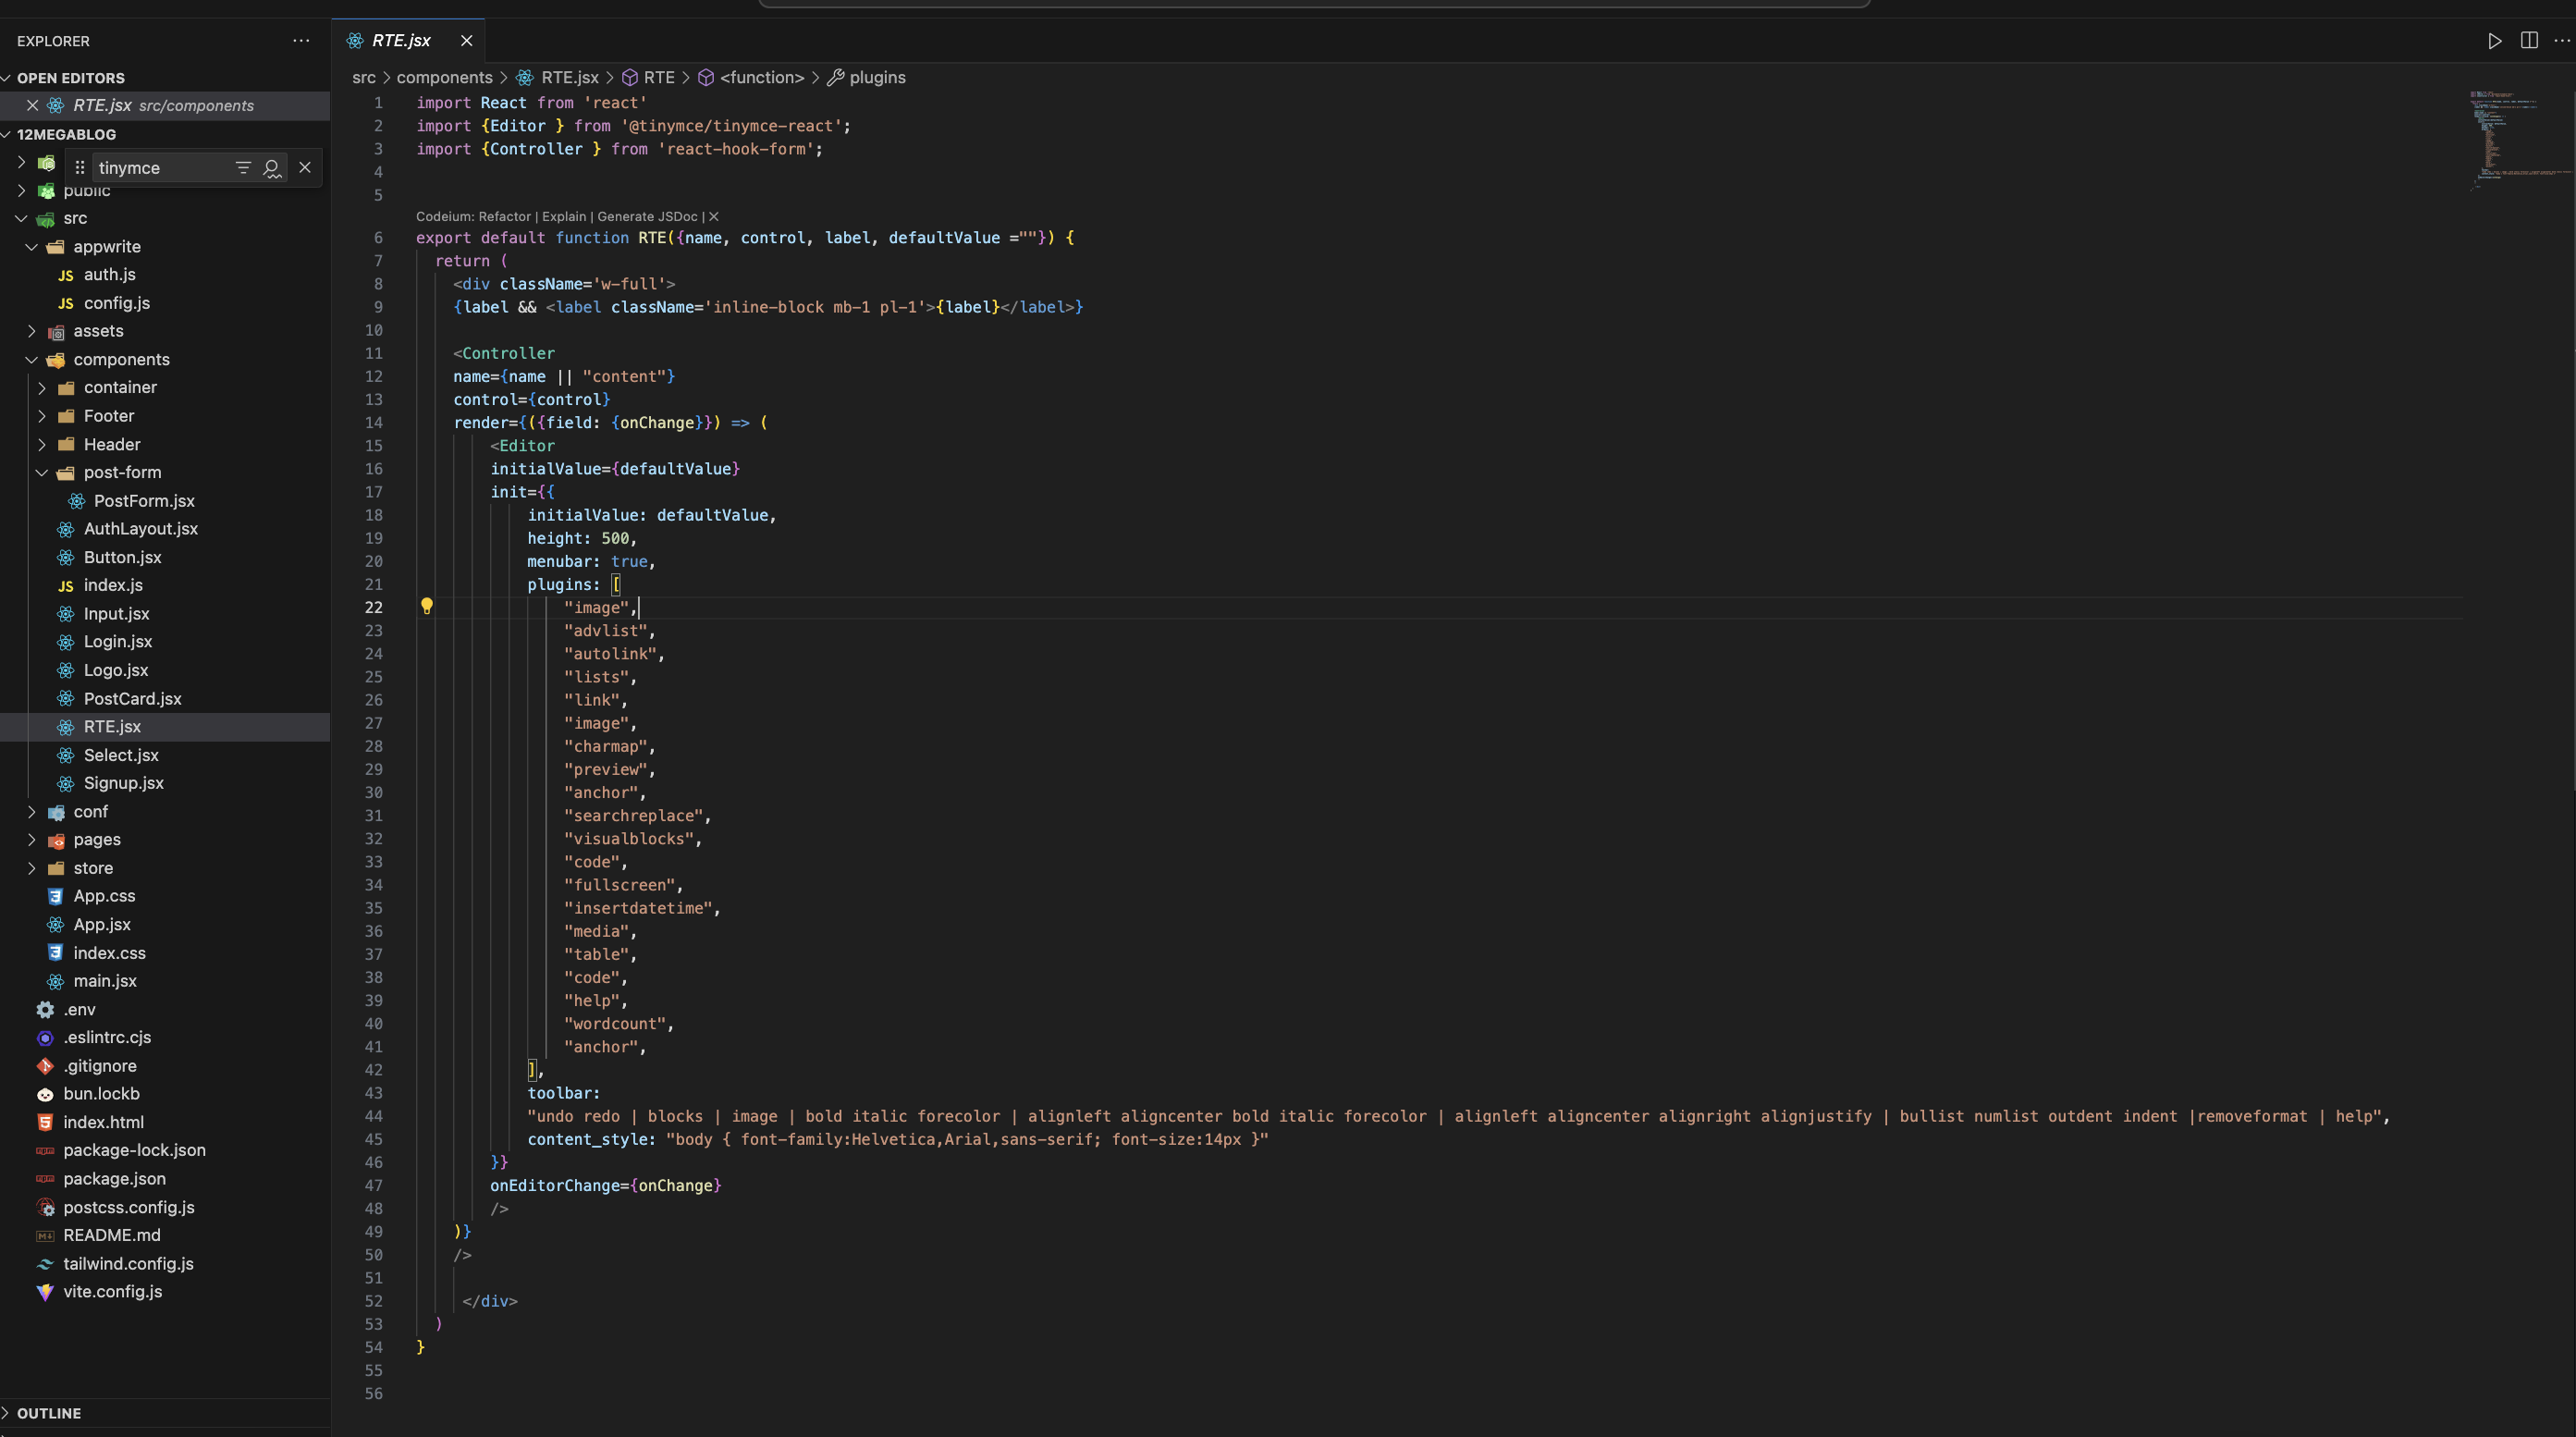 EXPLORER
OPEN EDITORS
RTE.jsx src/components
12MEGABLOG
tinymce
public
src
appwrite
JS auth.js
JS config.js
assets
components
container
Footer
Header
post-form
PostForm.jsx
AuthLayout.jsx
Button.jsx
JS index.js
Input.jsx
Login.jsx
Logo.jsx
PostCard.jsx
RTE.jsx
Select.jsx
Signup.jsx
conf
pages
store
App.css
App.jsx
index.css
main.jsx
.env
.eslintrc.cjs
.gitignore
bun.lockb
index.html
package-lock.json
package.json
postcss.config.js
README.md
tailwind.config.js
vite.config.js
OUTLINE
RTE.jsx
src > components > RTE.jsx > RTE > <function> > plugins
1 import React from 'react'
2 import {Editor } from '@tinymce/tinymce-react';
3 import {Controller } from 'react-hook-form';
4
5
Codeium: Refactor | Explain | Generate JSDoc | X
6 export default function RTE({name, control, label, defaultValue =""}) {
7 return (
8 <div className='w-full'>
9 {label && <label className='inline-block mb-1 pl-1'>{label}</label>}
10
11 <Controller
12 name={name || "content"}
13 control={control}
14 render={({field: {onChange}}) => (
15 <Editor
16 initialValue={defaultValue}
17 init={{
18 initialValue: defaultValue,
19 height: 500,
20 menubar: true,
21 plugins: [
22 "image",
23 "advlist",
24 "autolink",
25 "lists",
26 "link",
27 "image",
28 "charmap",
29 "preview",
30 "anchor",
31 "searchreplace",
32 "visualblocks",
33 "code",
34 "fullscreen",
35 "insertdatetime",
36 "media",
37 "table",
38 "code",
39 "help",
40 "wordcount",
41 "anchor",
42 ],
43 toolbar:
44 "undo redo | blocks | image | bold italic forecolor | alignleft aligncenter bold italic forecolor | alignleft aligncenter alignright alignjustify | bullist numlist outdent indent |removeformat | help",
45 content_style: "body { font-family:Helvetica,Arial,sans-serif; font-size:14px }"
46 }}
47 onEditorChange={onChange}
48 />
49 )}
50 />
51
52 </div>
53 )
54 }
55
56